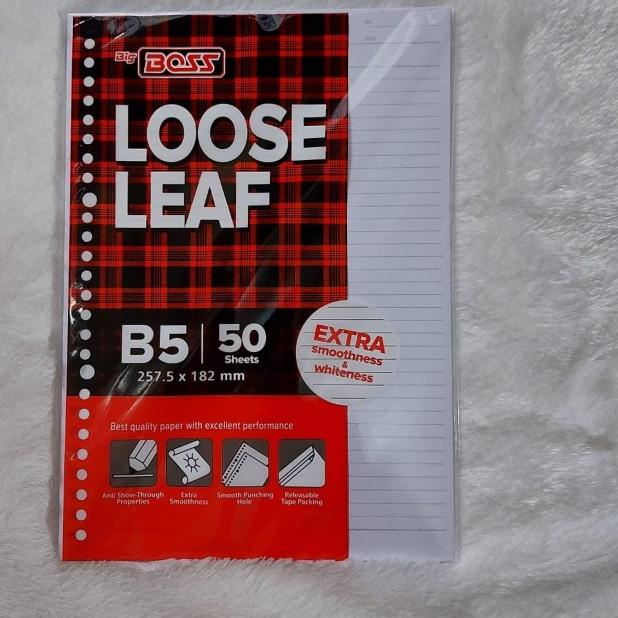 Big BOSS
LOOSE
LEAF
B5 | 50
Sheets
257.5 x 182 mm
EXTRA
smoothness
&
whiteness
Best quality paper with excellent performance
Anti Show-Through
Properties
Extra
Smoothness
Smooth Punching
Hole
Releasable
Tape Packing